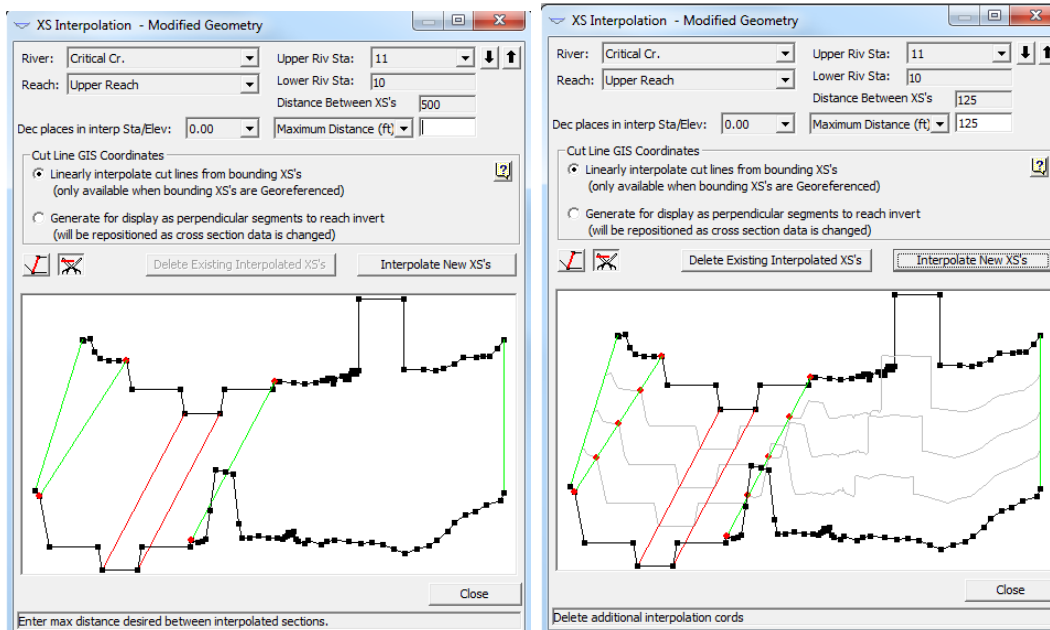 XS Interpolation - Modified Geometry
River: Critical Cr. Upper Riv Sta: 11
Reach: Upper Reach Lower Riv Sta: 10
Distance Between XS's 500
Dec places in interp Sta/Elev: 0.00 Maximum Distance (ft)
Cut Line GIS Coordinates
Linearly interpolate cut lines from bounding XS's
(only available when bounding XS's are Georeferenced)
Generate for display as perpendicular segments to reach invert
(will be repositioned as cross section data is changed)
Delete Existing Interpolated XS's Interpolate New XS's
Close
Enter max distance desired between interpolated sections.
XS Interpolation - Modified Geometry
River: Critical Cr. Upper Riv Sta: 11
Reach: Upper Reach Lower Riv Sta: 10
Distance Between XS's 125
Dec places in interp Sta/Elev: 0.00 Maximum Distance (ft) 125
Cut Line GIS Coordinates
Linearly interpolate cut lines from bounding XS's
(only available when bounding XS's are Georeferenced)
Generate for display as perpendicular segments to reach invert
(will be repositioned as cross section data is changed)
Delete Existing Interpolated XS's Interpolate New XS's
Close
Delete additional interpolation cords